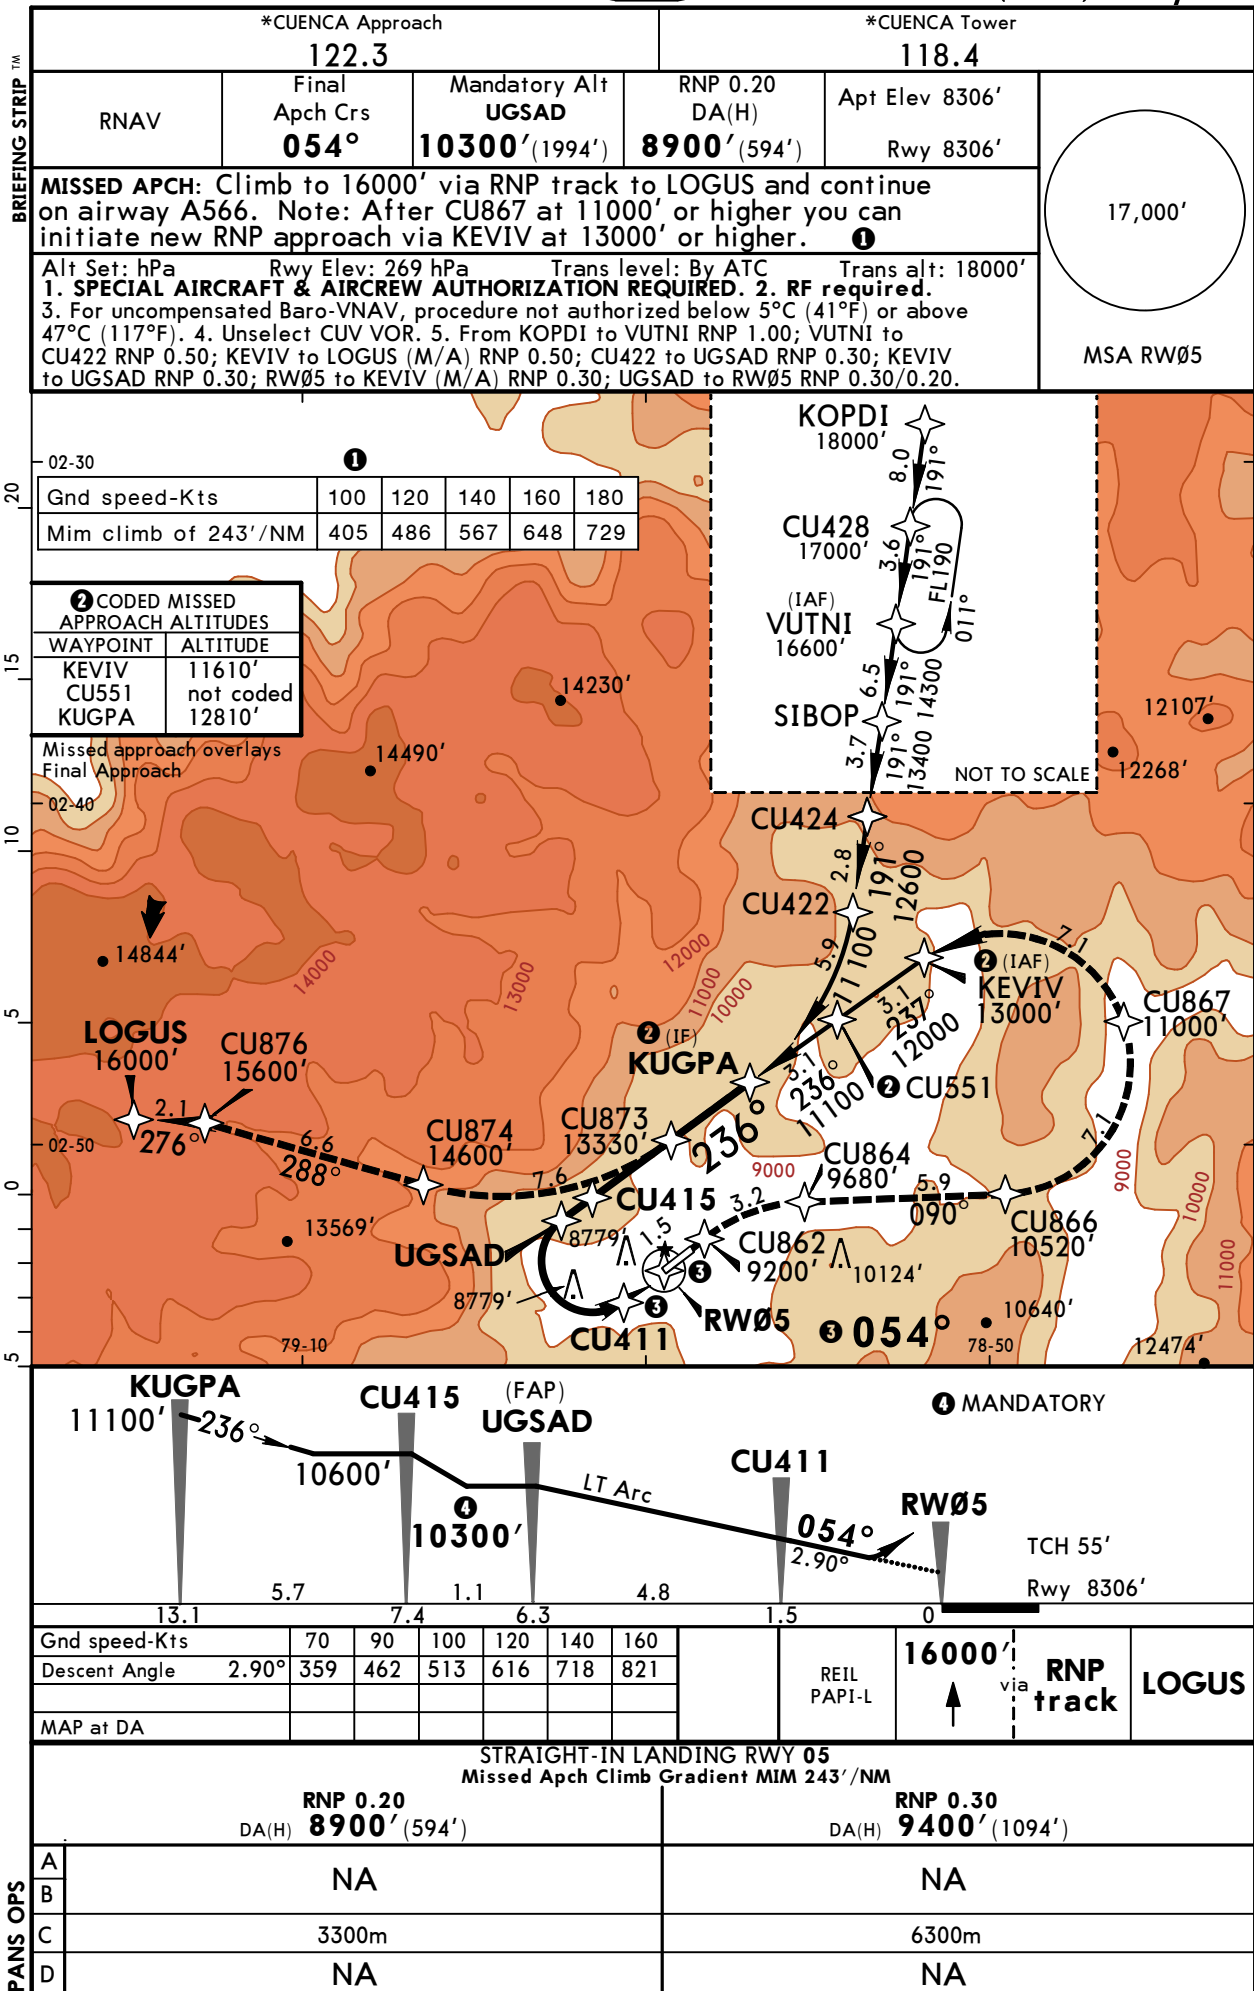 *CUENCA Approach
122.3
*CUENCA Tower
118.4
BRIEFING STRIP TM
RNAV
Final
Apch Crs
054°
Mandatory Alt
UGSAD
10300'(1994')
RNP 0.20
DA(H)
8900'(594')
Apt Elev 8306'
Rwy 8306'
17,000'
MSA RWØ5
MISSED APCH: Climb to 16000' via RNP track to LOGUS and continue
on airway A566. Note: After CU867 at 11000' or higher you can
initiate new RNP approach via KEVIV at 13000' or higher. 1
Alt Set: hPa Rwy Elev: 269 hPa Trans level: By ATC Trans alt: 18000'
1. SPECIAL AIRCRAFT & AIRCREW AUTHORIZATION REQUIRED. 2. RF required.
3. For uncompensated Baro-VNAV, procedure not authorized below 5°C (41°F) or above
47°C (117°F). 4. Unselect CUV VOR. 5. From KOPDI to VUTNI RNP 1.00; VUTNI to
CU422 RNP 0.50; KEVIV to LOGUS (M/A) RNP 0.50; CU422 to UGSAD RNP 0.30; KEVIV
to UGSAD RNP 0.30; RWØ5 to KEVIV (M/A) RNP 0.30; UGSAD to RWØ5 RNP 0.30/0.20.
KOPDI
18000'
8.0
191°
02-30
1
20
Gnd speed-Kts 100 120 140 160 180
Mim climb of 243'/NM 405 486 567 648 729
CU428
17000'
3.6
191°
FL190
011°
(IAF)
VUTNI
16600'
2 CODED MISSED
APPROACH ALTITUDES
WAYPOINT ALTITUDE
KEVIV 11610'
CU551 not coded
KUGPA 12810'
Missed approach overlays
Final Approach
15
6.5
191°
14300
SIBOP
3.7
191°
13400
NOT TO SCALE
14230'
14490'
12107'
12268'
02-40
10
CU424
2.8
191°
12600
CU422
5.9
11100
14844'
14000
13000
12000
11000
10000
7.1
2 (IAF)
KEVIV
13000'
CU867
11000'
3.1
237°
12000
5
LOGUS
16000'
CU876
15600'
2 (IF)
KUGPA
3.1
236°
11100
2 CU551
2.1
276°
6.6
288°
02-50
CU874
14600'
CU873
13330'
236°
7.6
9000
CU864
9680'
7.1
9000
10000
0
CU415
3.2
5.9
090°
CU866
10520'
13569'
UGSAD
8779'
1.5
CU862
9200'
10124'
11000
3
8779'
3
CU411
RWØ5
3 054°
10640'
12474'
5
79-10
78-50
KUGPA
11100'
236°
CU415
(FAP)
UGSAD
4 MANDATORY
10600'
4
10300'
LT Arc
CU411
054°
2.90°
RWØ5
TCH 55'
Rwy 8306'
5.7 1.1 4.8
13.1 7.4 6.3 1.5 0
Gnd speed-Kts 70 90 100 120 140 160
Descent Angle 2.90° 359 462 513 616 718 821
MAP at DA
REIL
PAPI-L
16000'
via
RNP
track
LOGUS
STRAIGHT-IN LANDING RWY 05
Missed Apch Climb Gradient MIM 243'/NM
RNP 0.20
DA(H) 8900'(594')
RNP 0.30
DA(H) 9400'(1094')
PANS OPS
A
B
NA
NA
C 3300m 6300m
D NA NA